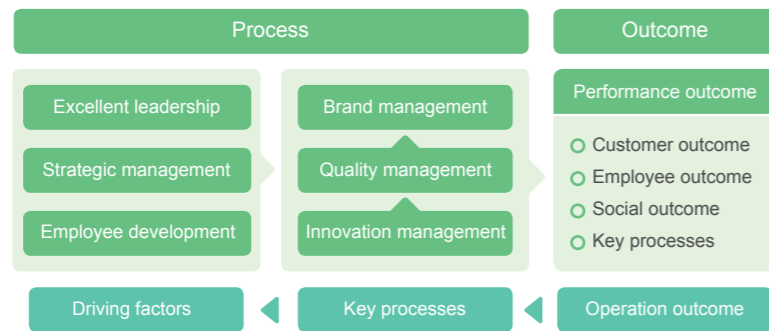 Process
Outcome
Excellent leadership
Strategic management
Employee development
Brand management
Quality management
Innovation management
Performance outcome
Customer outcome
Employee outcome
Social outcome
Key processes
Driving factors
Key processes
Operation outcome